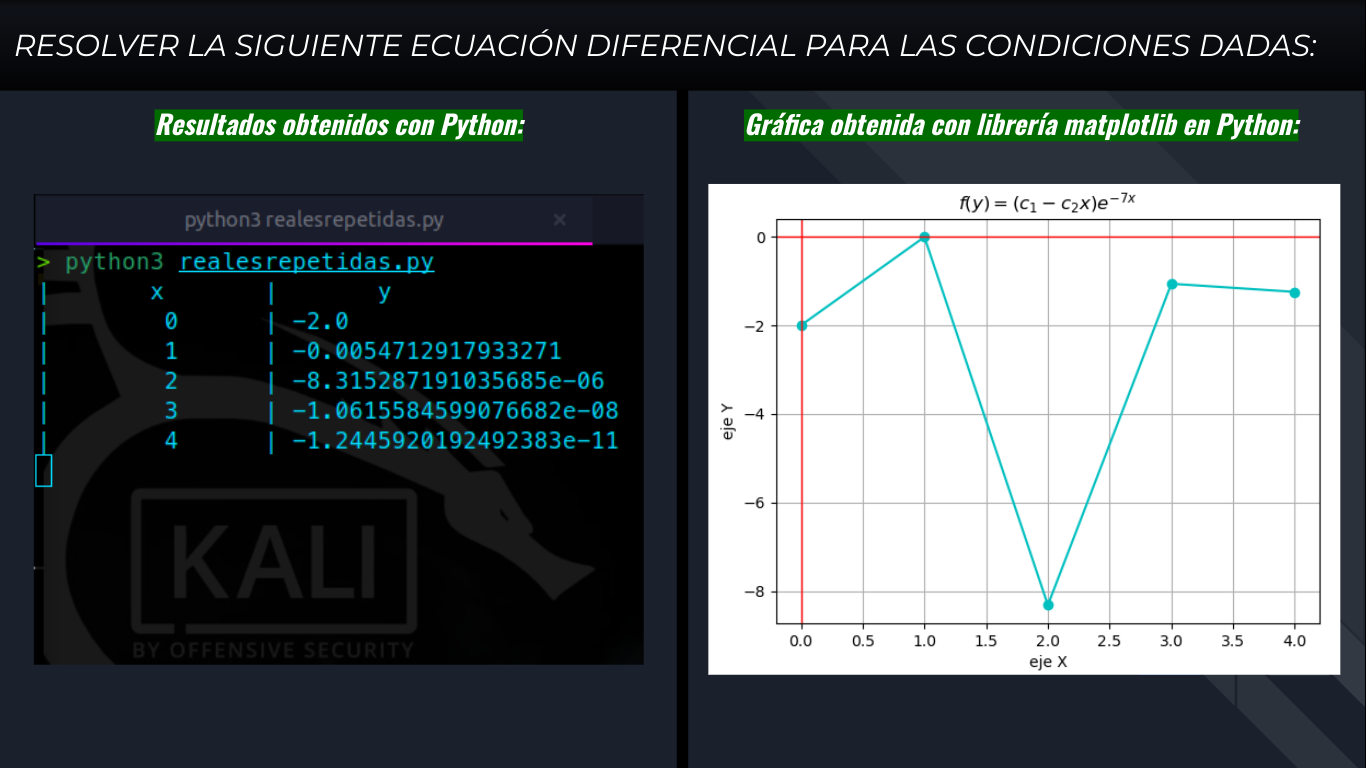 RESOLVER LA SIGUIENTE ECUACIÓN DIFERENCIAL PARA LAS CONDICIONES DADAS:
Resultados obtenidos con Python:
python3 realesrepetidas.py ×
> python3 realesrepetidas.py
| x | y
| 0 | −2.0
| 1 | −0.0054712917933271
| 2 | −8.315287191035685e−06
| 3 | −1.0615584599076682e−08
| 4 | −1.2445920192492383e−11
KALI
BY OFFENSIVE SECURITY
Gráfica obtenida con librería matplotlib en Python:
f(y) = (c₁ − c₂x)e⁻⁷ˣ
0
−2
−4
−6
−8
eje Y
0.0 0.5 1.0 1.5 2.0 2.5 3.0 3.5 4.0
eje X